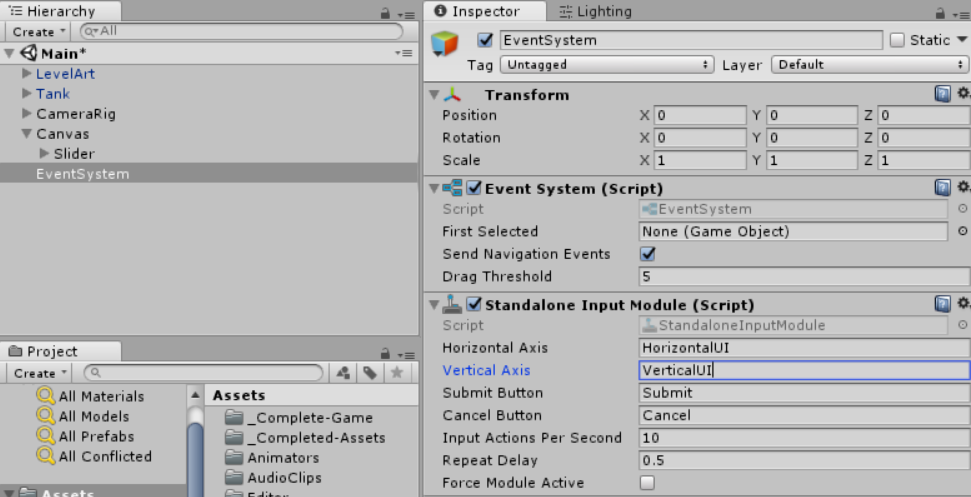 Hierarchy
Create
All
Main*
LevelArt
Tank
CameraRig
Canvas
Slider
EventSystem
Project
Create
All Materials
All Models
All Prefabs
All Conflicted
Assets
Assets
_Complete-Game
_Completed-Assets
Animators
AudioClips
Editor
Inspector
Lighting
EventSystem
Static
Tag Untagged Layer Default
Transform
Position X 0 Y 0 Z 0
Rotation X 0 Y 0 Z 0
Scale X 1 Y 1 Z 1
Event System (Script)
Script EventSystem
First Selected None (Game Object)
Send Navigation Events
Drag Threshold 5
Standalone Input Module (Script)
Script StandaloneInputModule
Horizontal Axis HorizontalUI
Vertical Axis VerticalUI
Submit Button Submit
Cancel Button Cancel
Input Actions Per Second 10
Repeat Delay 0.5
Force Module Active